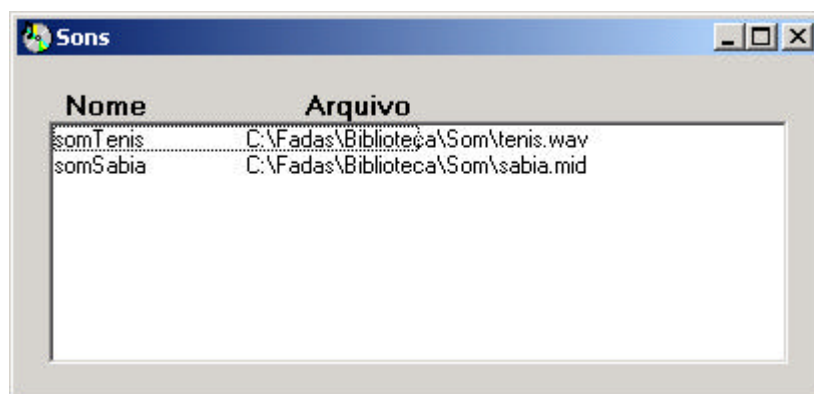 Sons
Nome Arquivo
somTenis C:\Fadas\Biblioteca\Som\tenis.wav
somSabia C:\Fadas\Biblioteca\Som\sabia.mid